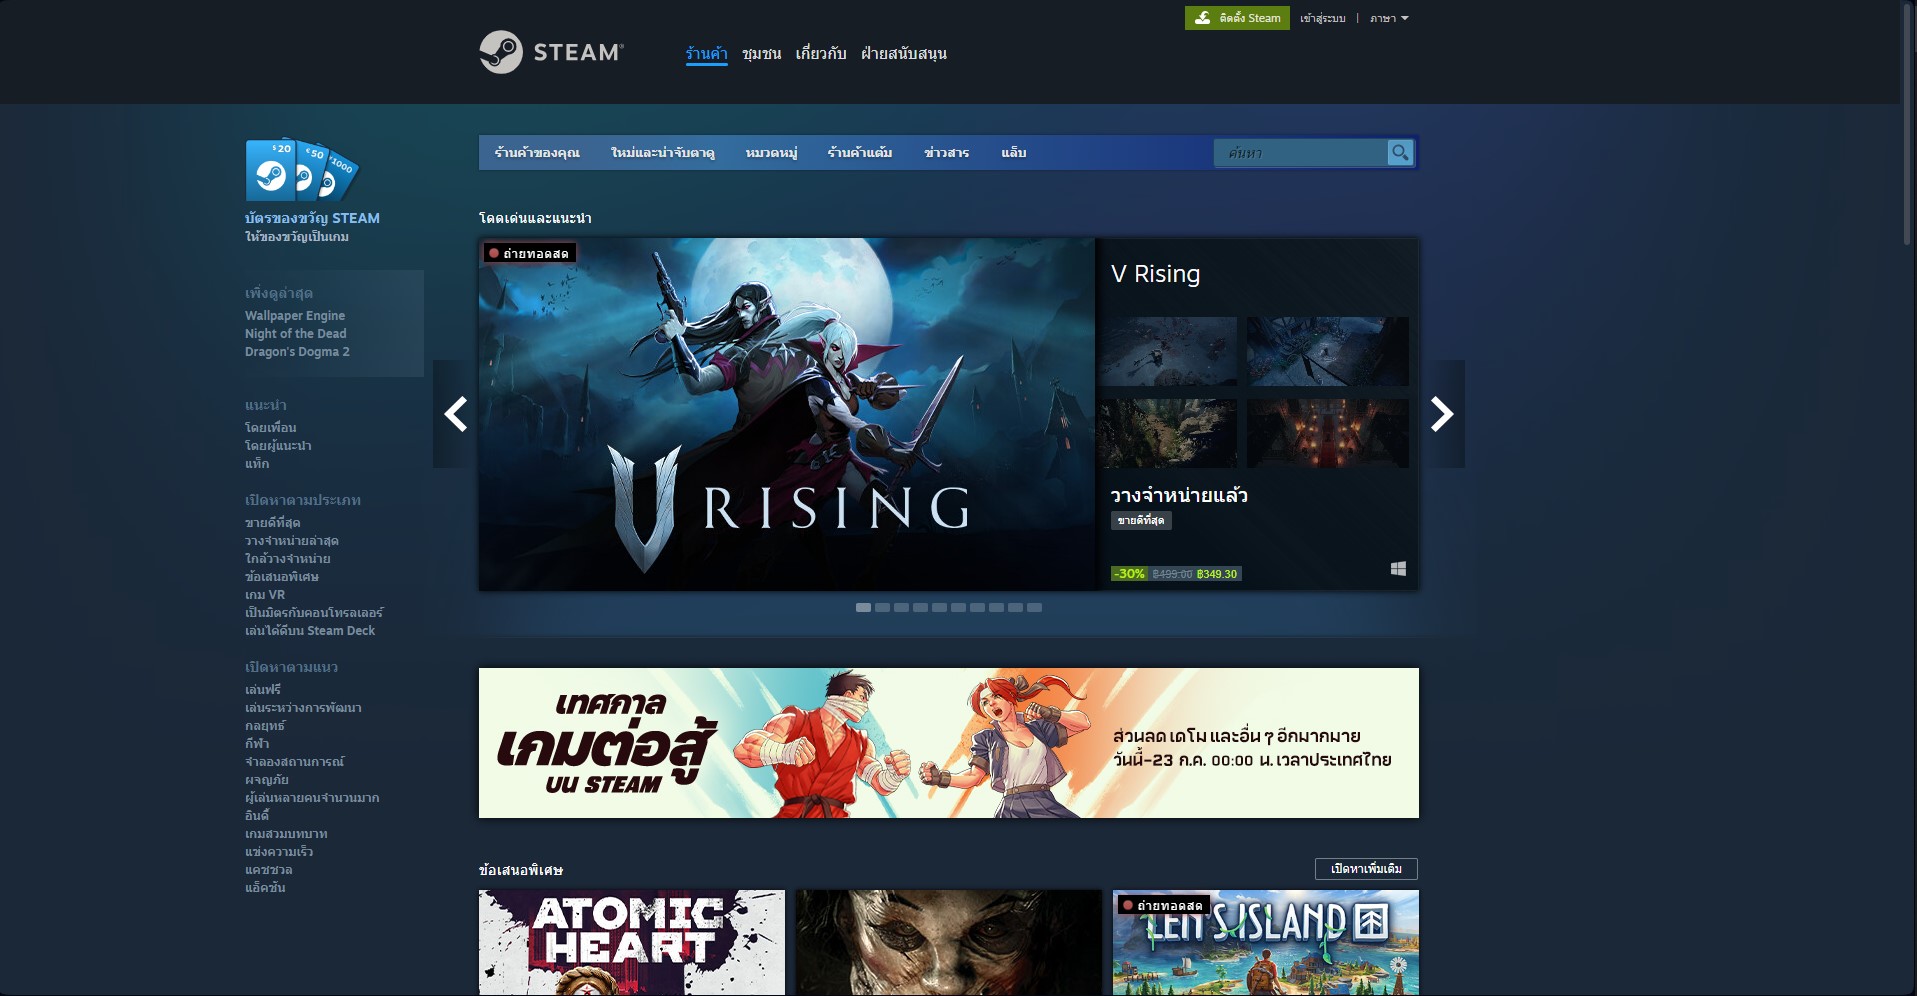 ติดตั้ง Steam เข้าสู่ระบบ | ภาษา
STEAM®
ร้านค้า ชุมชน เกี่ยวกับ ฝ่ายสนับสนุน
$20 €50 ¥1000
บัตรของขวัญ STEAM
ให้ของขวัญเป็นเกม
เพิ่งดูล่าสุด
Wallpaper Engine
Night of the Dead
Dragon's Dogma 2
แนะนำ
โดยเพื่อน
โดยผู้แนะนำ
แท็ก
เปิดหาตามประเภท
ขายดีที่สุด
วางจำหน่ายล่าสุด
ใกล้วางจำหน่าย
ข้อเสนอพิเศษ
เกม VR
เป็นมิตรกับคอนโทรลเลอร์
เล่นได้ดีบน Steam Deck
เปิดหาตามแนว
เล่นฟรี
เล่นระหว่างการพัฒนา
กลยุทธ์
กีฬา
จำลองสถานการณ์
ผจญภัย
ผู้เล่นหลายคนจำนวนมาก
อินดี้
เกมสวมบทบาท
แข่งความเร็ว
แคชชวล
แอ็คชัน
ร้านค้าของคุณ ใหม่และน่าจับตาดู หมวดหมู่ ร้านค้าแต้ม ข่าวสาร แล็บ ค้นหา
โดดเด่นและแนะนำ
ถ่ายทอดสด
V RISING
V Rising
วางจำหน่ายแล้ว
ขายดีที่สุด
-30% ฿499.00 ฿349.30
เทศกาล
เกมต่อสู้
บน STEAM
ส่วนลด เดโม และอื่น ๆ อีกมากมาย
วันนี้-23 ก.ค. 00:00 น. เวลาประเทศไทย
ข้อเสนอพิเศษ เปิดหาเพิ่มเติม
ATOMIC
HEART
ถ่ายทอดสด
LEN'S ISLAND